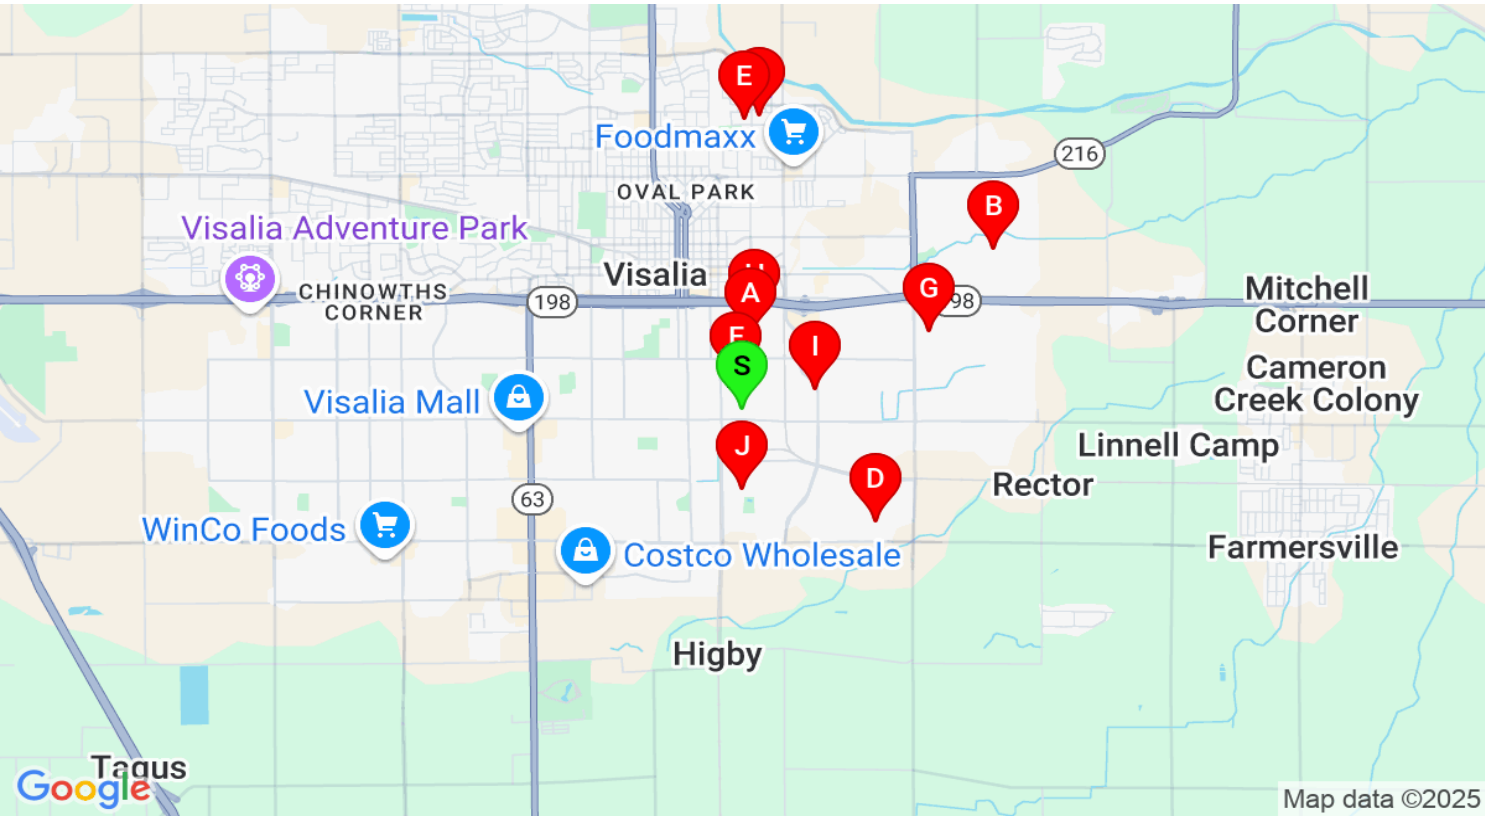 E
Foodmaxx
216
OVAL PARK
B
Visalia Adventure Park
Visalia
A
G
CHINOWTHS
CORNER
198
98
Mitchell
Corner
I
S
Cameron
Creek Colony
Visalia Mall
J
Linnell Camp
D
Rector
63
WinCo Foods
Costco Wholesale
Farmersville
Higby
Tagus
Google
Map data ©2025